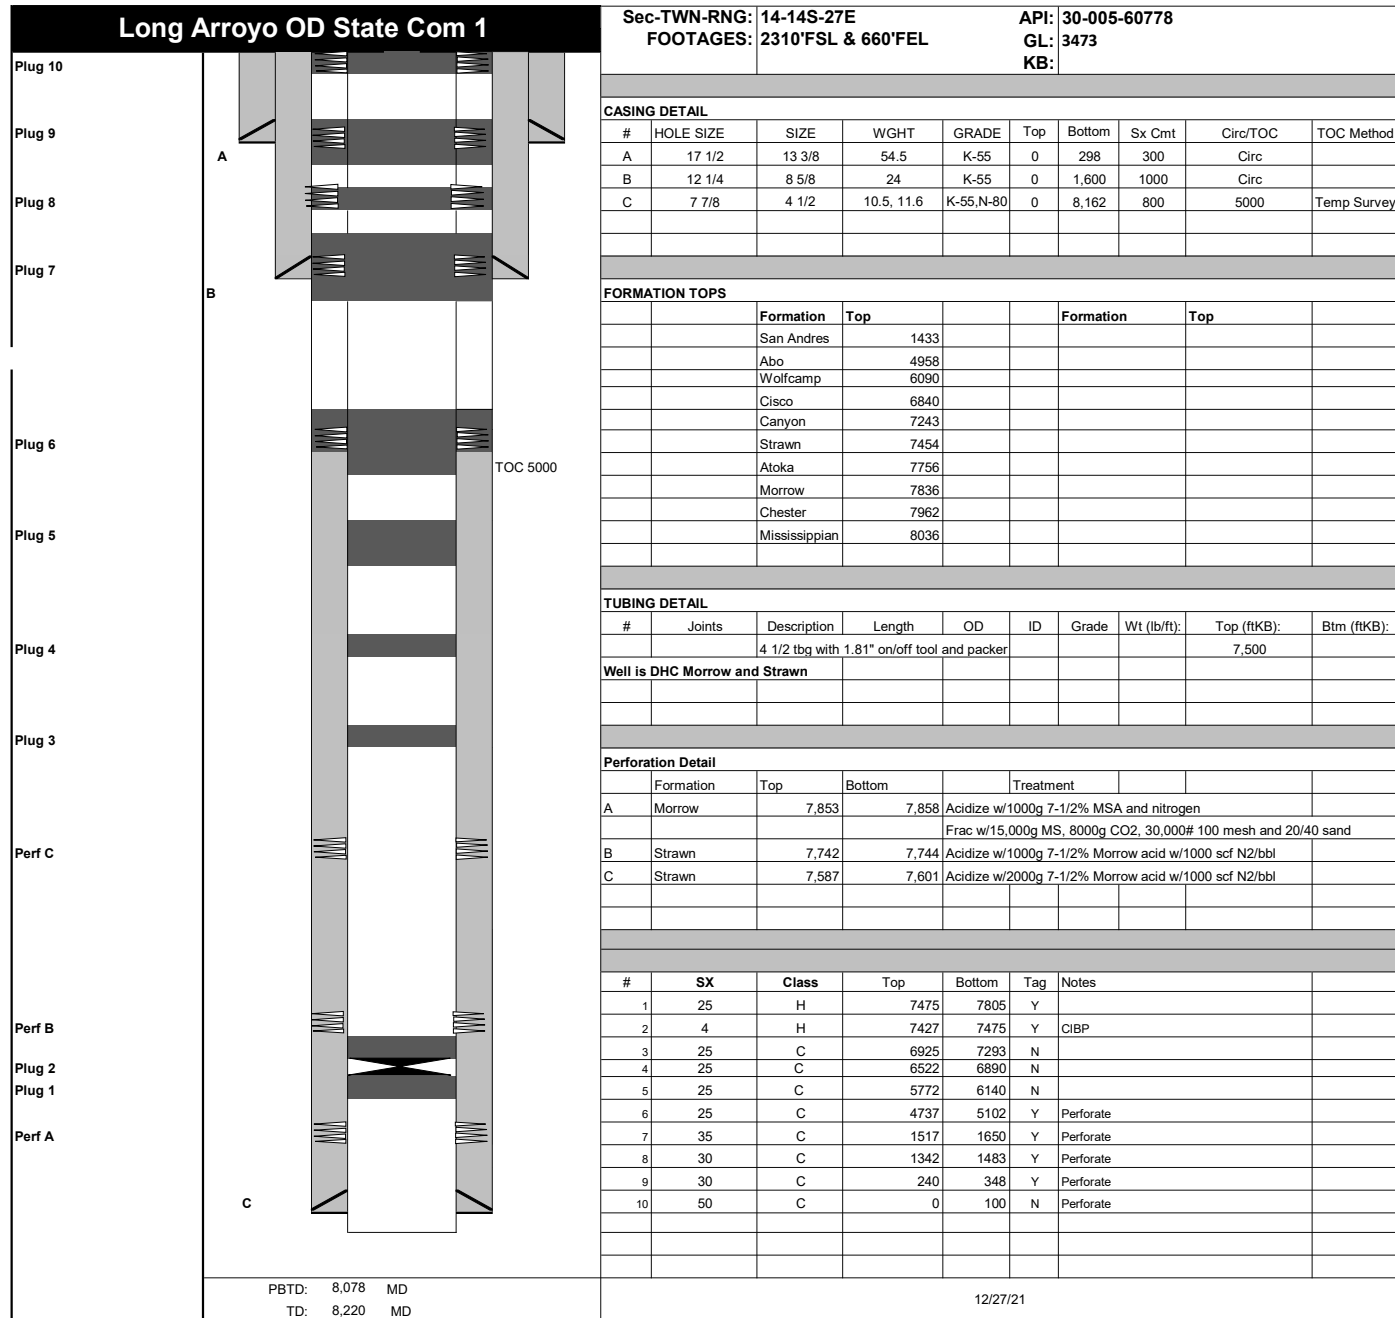 Long Arroyo OD State Com 1
Sec-TWN-RNG: 14-14S-27E API: 30-005-60778
FOOTAGES: 2310'FSL & 660'FEL GL: 3473
KB:
Plug 10
Plug 9
A
Plug 8
Plug 7
B
Plug 6
TOC 5000
Plug 5
Plug 4
Plug 3
Perf C
Perf B
Plug 2
Plug 1
Perf A
C
PBTD: 8,078 MD
TD: 8,220 MD
CASING DETAIL
# HOLE SIZE SIZE WGHT GRADE Top Bottom Sx Cmt Circ/TOC TOC Method
A 17 1/2 13 3/8 54.5 K-55 0 298 300 Circ
B 12 1/4 8 5/8 24 K-55 0 1,600 1000 Circ
C 7 7/8 4 1/2 10.5, 11.6 K-55,N-80 0 8,162 800 5000 Temp Survey
FORMATION TOPS
Formation Top Formation Top
San Andres 1433
Abo 4958
Wolfcamp 6090
Cisco 6840
Canyon 7243
Strawn 7454
Atoka 7756
Morrow 7836
Chester 7962
Mississippian 8036
TUBING DETAIL
# Joints Description Length OD ID Grade Wt (lb/ft): Top (ftKB): Btm (ftKB):
4 1/2 tbg with 1.81" on/off tool and packer 7,500
Well is DHC Morrow and Strawn
Perforation Detail
Formation Top Bottom Treatment
A Morrow 7,853 7,858 Acidize w/1000g 7-1/2% MSA and nitrogen
Frac w/15,000g MS, 8000g CO2, 30,000# 100 mesh and 20/40 sand
B Strawn 7,742 7,744 Acidize w/1000g 7-1/2% Morrow acid w/1000 scf N2/bbl
C Strawn 7,587 7,601 Acidize w/2000g 7-1/2% Morrow acid w/1000 scf N2/bbl
# SX Class Top Bottom Tag Notes
1 25 H 7475 7805 Y
2 4 H 7427 7475 Y CIBP
3 25 C 6925 7293 N
4 25 C 6522 6890 N
5 25 C 5772 6140 N
6 25 C 4737 5102 Y Perforate
7 35 C 1517 1650 Y Perforate
8 30 C 1342 1483 Y Perforate
9 30 C 240 348 Y Perforate
10 50 C 0 100 N Perforate
12/27/21